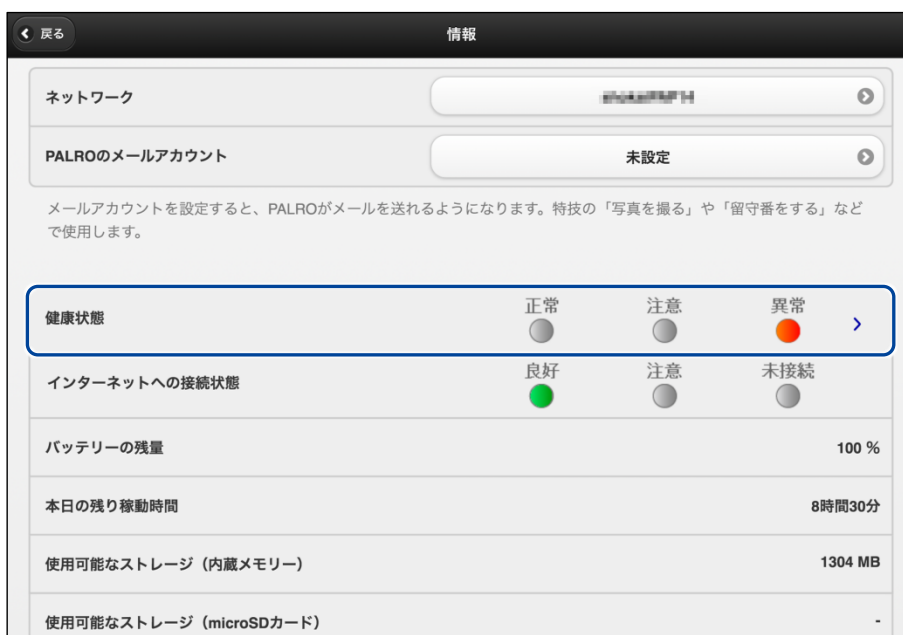 戻る
情報
ネットワーク
PALROのメールアカウント
未設定
メールアカウントを設定すると、PALROがメールを送れるようになります。特技の「写真を撮る」や「留守番をする」など
で使用します。
健康状態
正常
注意
異常
インターネットへの接続状態
良好
注意
未接続
バッテリーの残量
100 %
本日の残り稼動時間
8時間30分
使用可能なストレージ（内蔵メモリー）
1304 MB
使用可能なストレージ（microSDカード）
-